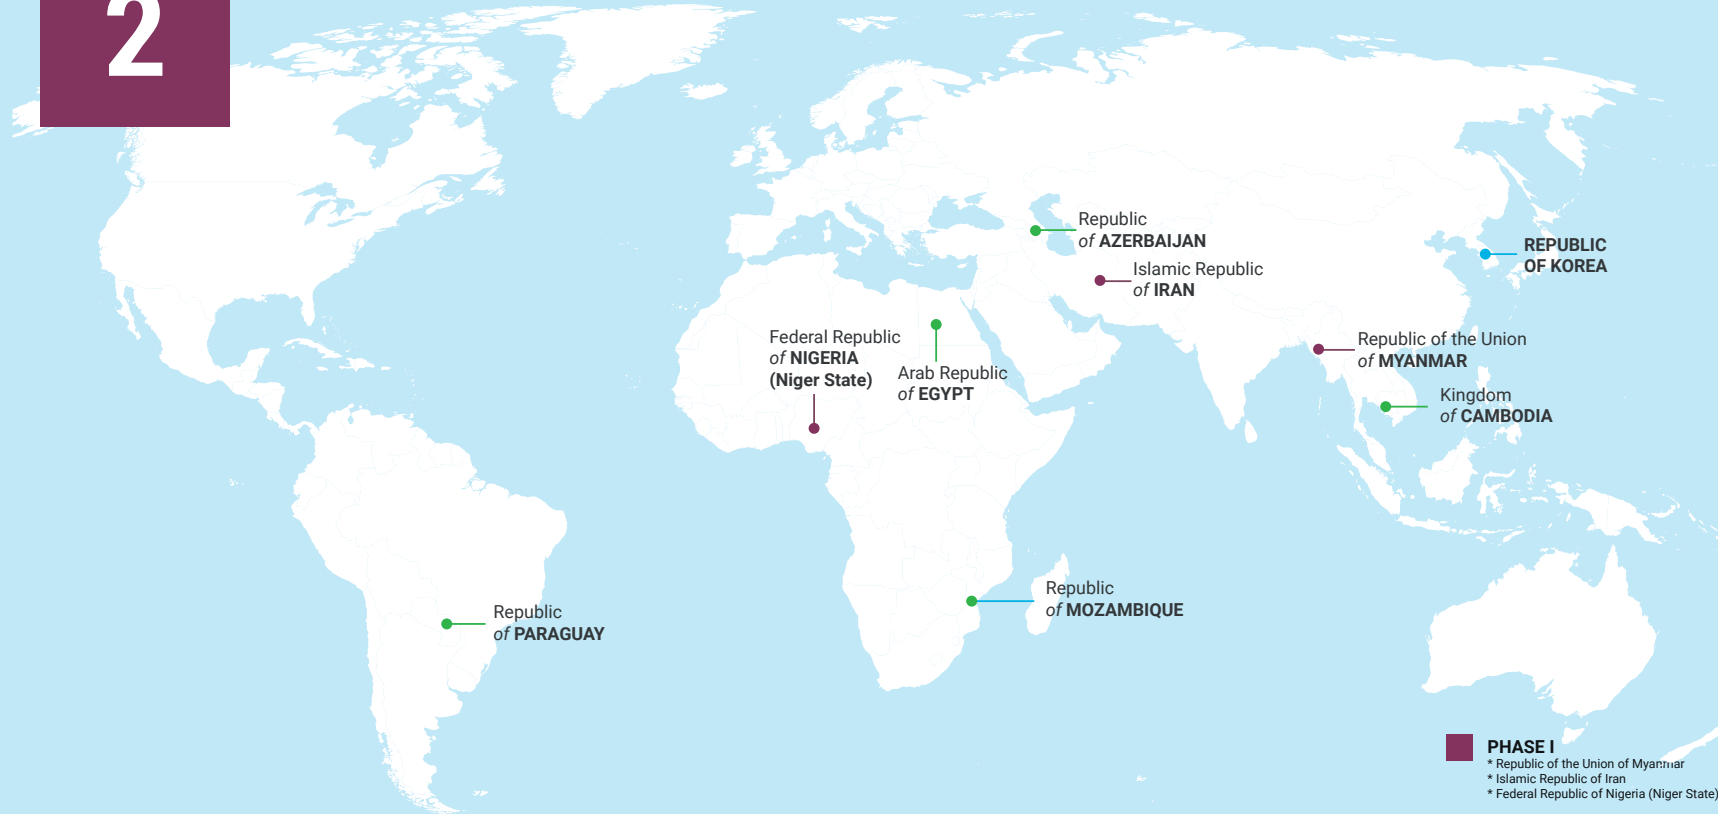 2
Republic
of AZERBAIJAN
REPUBLIC
OF KOREA
Islamic Republic
of IRAN
Federal Republic
of NIGERIA
(Niger State)
Arab Republic
of EGYPT
Republic of the Union
of MYANMAR
Kingdom
of CAMBODIA
Republic
of MOZAMBIQUE
Republic
of PARAGUAY
PHASE I
* Republic of the Union of Myanmar
* Islamic Republic of Iran
* Federal Republic of Nigeria (Niger State)